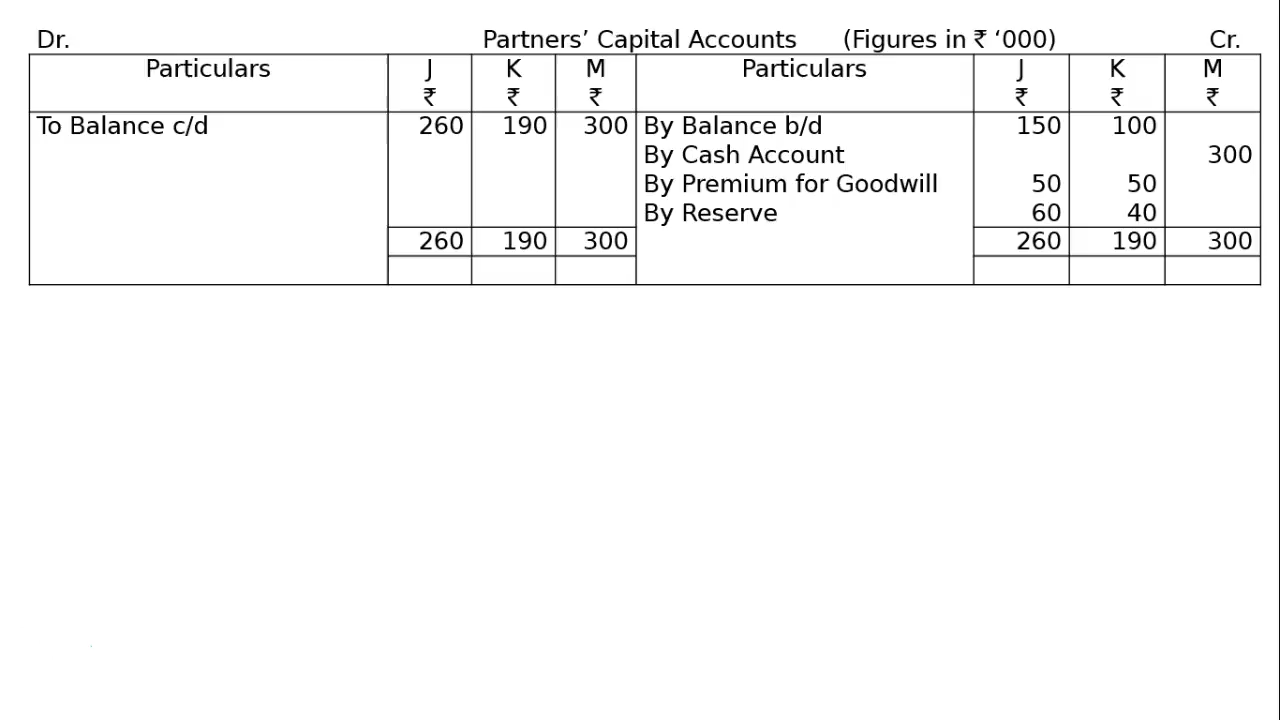 Dr. Partners’ Capital Accounts (Figures in ₹ ‘000) Cr.
Particulars J K M Particulars J K M
₹ ₹ ₹ ₹ ₹ ₹
To Balance c/d 260 190 300 By Balance b/d 150 100
By Cash Account 300
By Premium for Goodwill 50 50
By Reserve 60 40
260 190 300 260 190 300